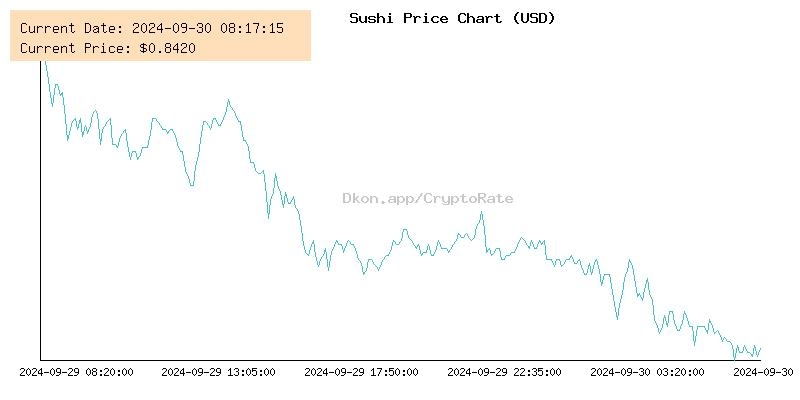 Sushi Price Chart (USD)
Current Date: 2024-09-30 08:17:15
Current Price: $0.8420
Dkon.app/CryptoRate
2024-09-29 08:20:00
2024-09-29 13:05:00
2024-09-29 17:50:00
2024-09-29 22:35:00
2024-09-30 03:20:00
2024-09-30